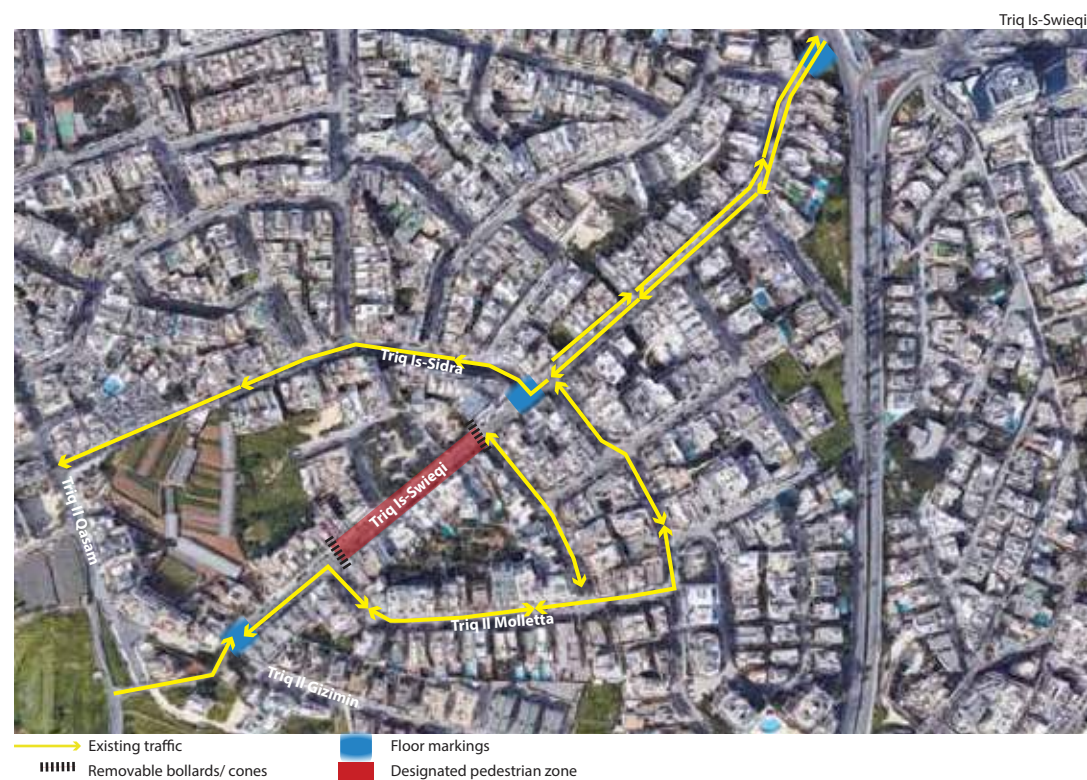 Triq Is-Swieqi
Triq Is-Sidra
Triq Is-Swieqi
Triq Il Qasam
Triq Il Molletta
Triq Il Gizimin
Existing traffic
Floor markings
Removable bollards/ cones
Designated pedestrian zone